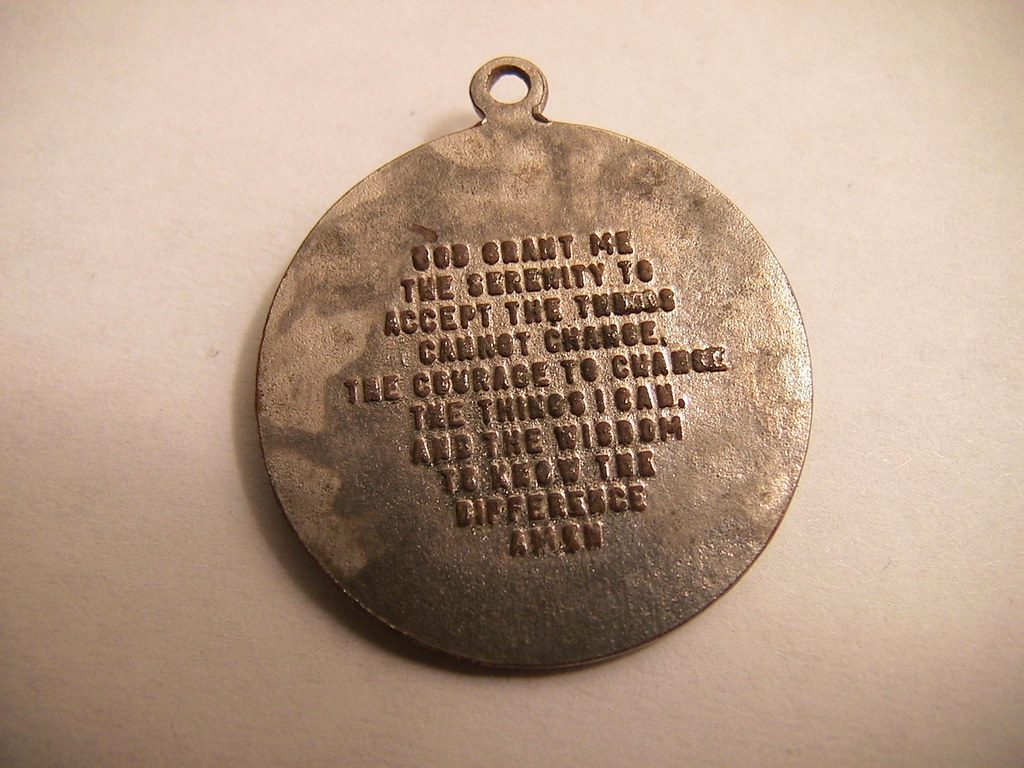 GOD GRANT ME
THE SERENITY TO
ACCEPT THE THINGS
CANNOT CHANGE,
THE COURAGE TO CHANGE
THE THINGS I CAN,
AND THE WISDOM
TO KNOW THE
DIFFERENCE
AMEN